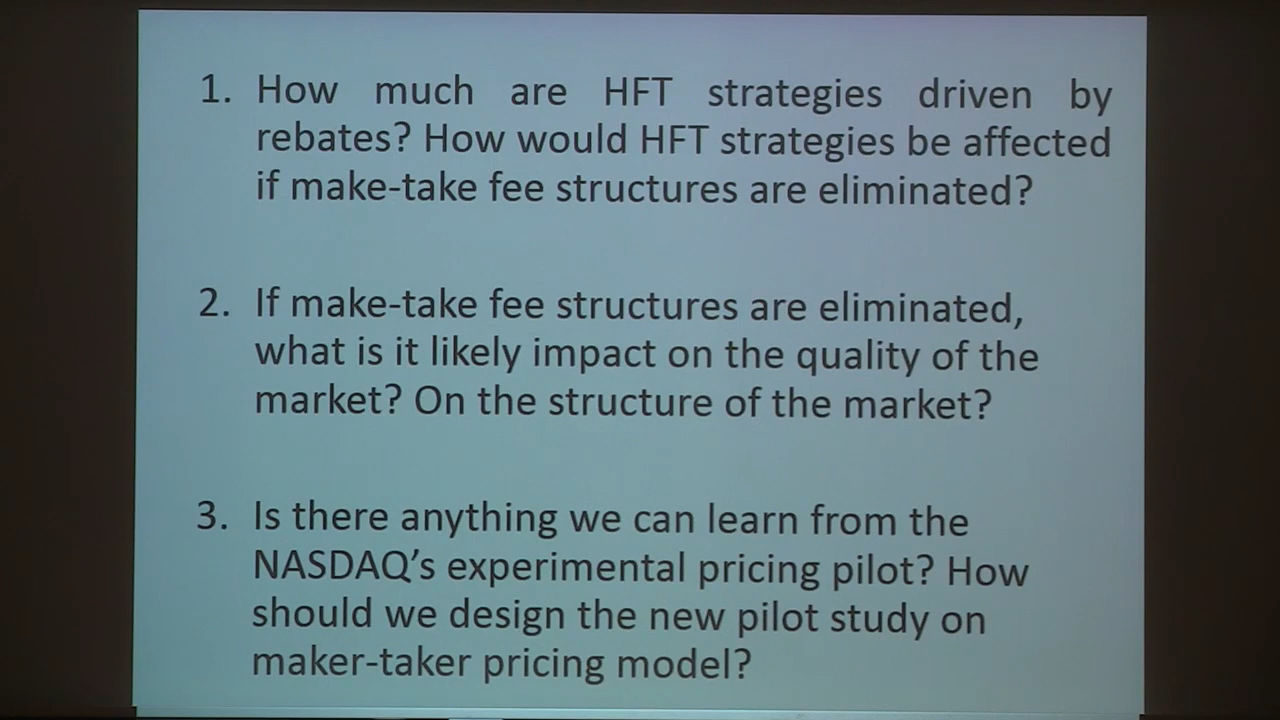 1. How much are HFT strategies driven by
rebates? How would HFT strategies be affected
if make-take fee structures are eliminated?
2. If make-take fee structures are eliminated,
what is it likely impact on the quality of the
market? On the structure of the market?
3. Is there anything we can learn from the
NASDAQ’s experimental pricing pilot? How
should we design the new pilot study on
maker-taker pricing model?